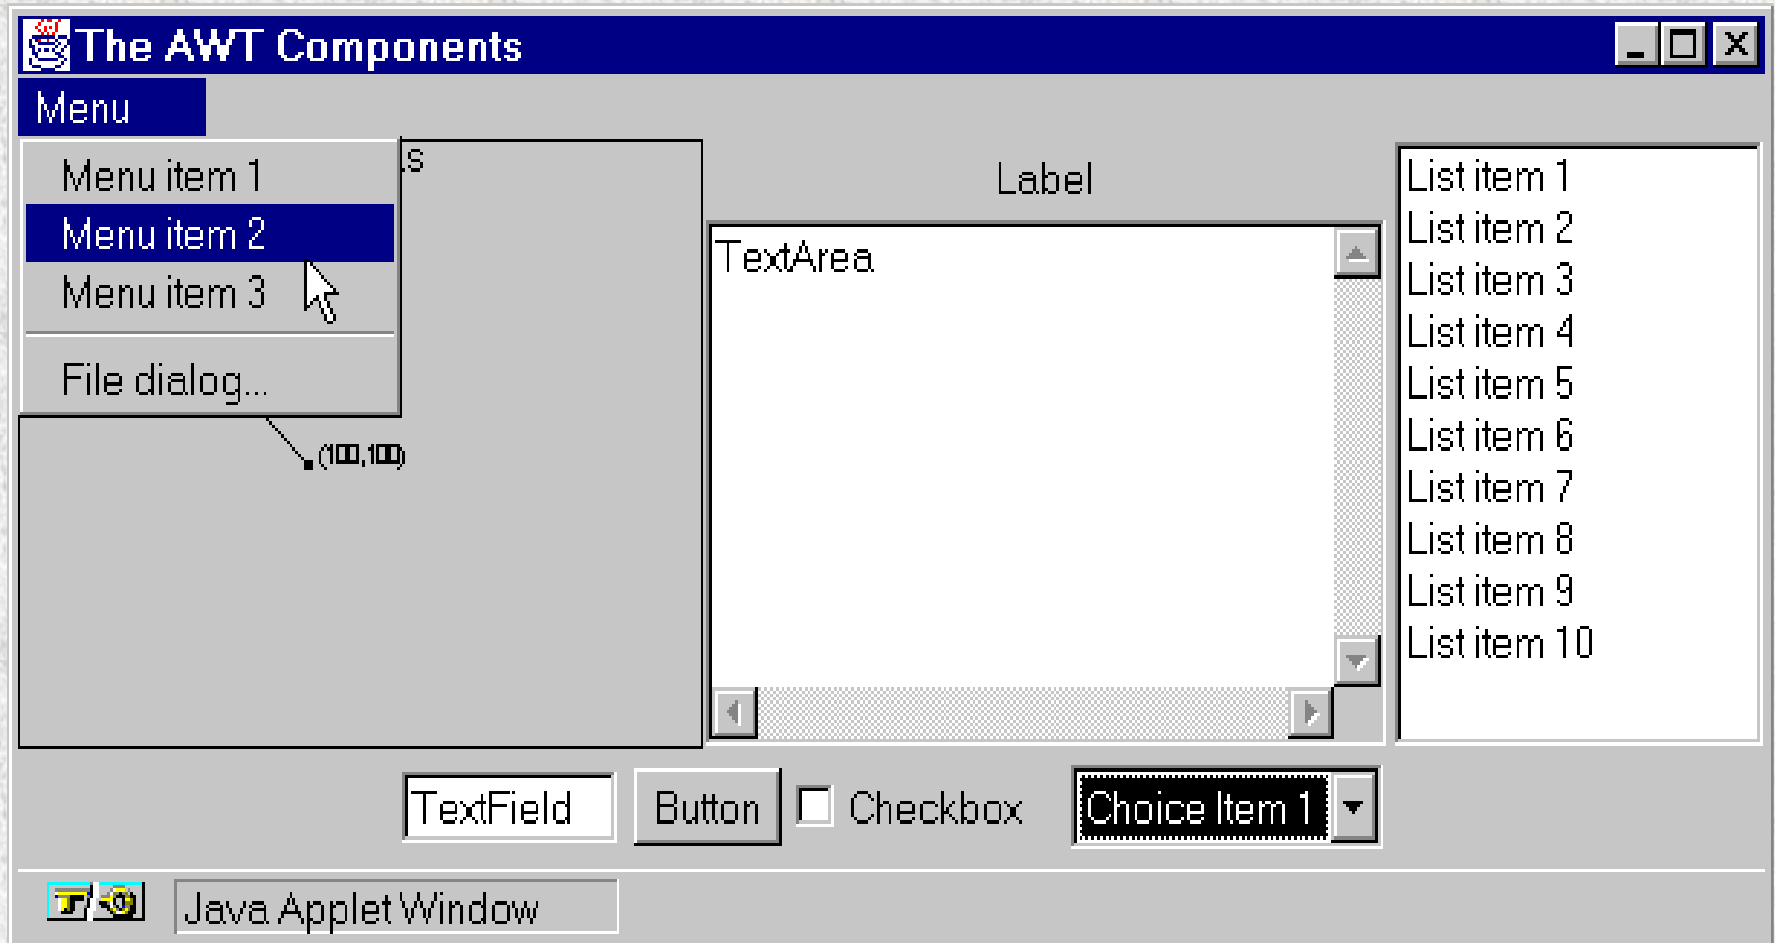 The AWT Components
Menu
Menu item 1
Menu item 2
Menu item 3
File dialog...
(100,100)
Label
TextArea
List item 1
List item 2
List item 3
List item 4
List item 5
List item 6
List item 7
List item 8
List item 9
List item 10
TextField
Button
Checkbox
Choice Item 1
Java Applet Window